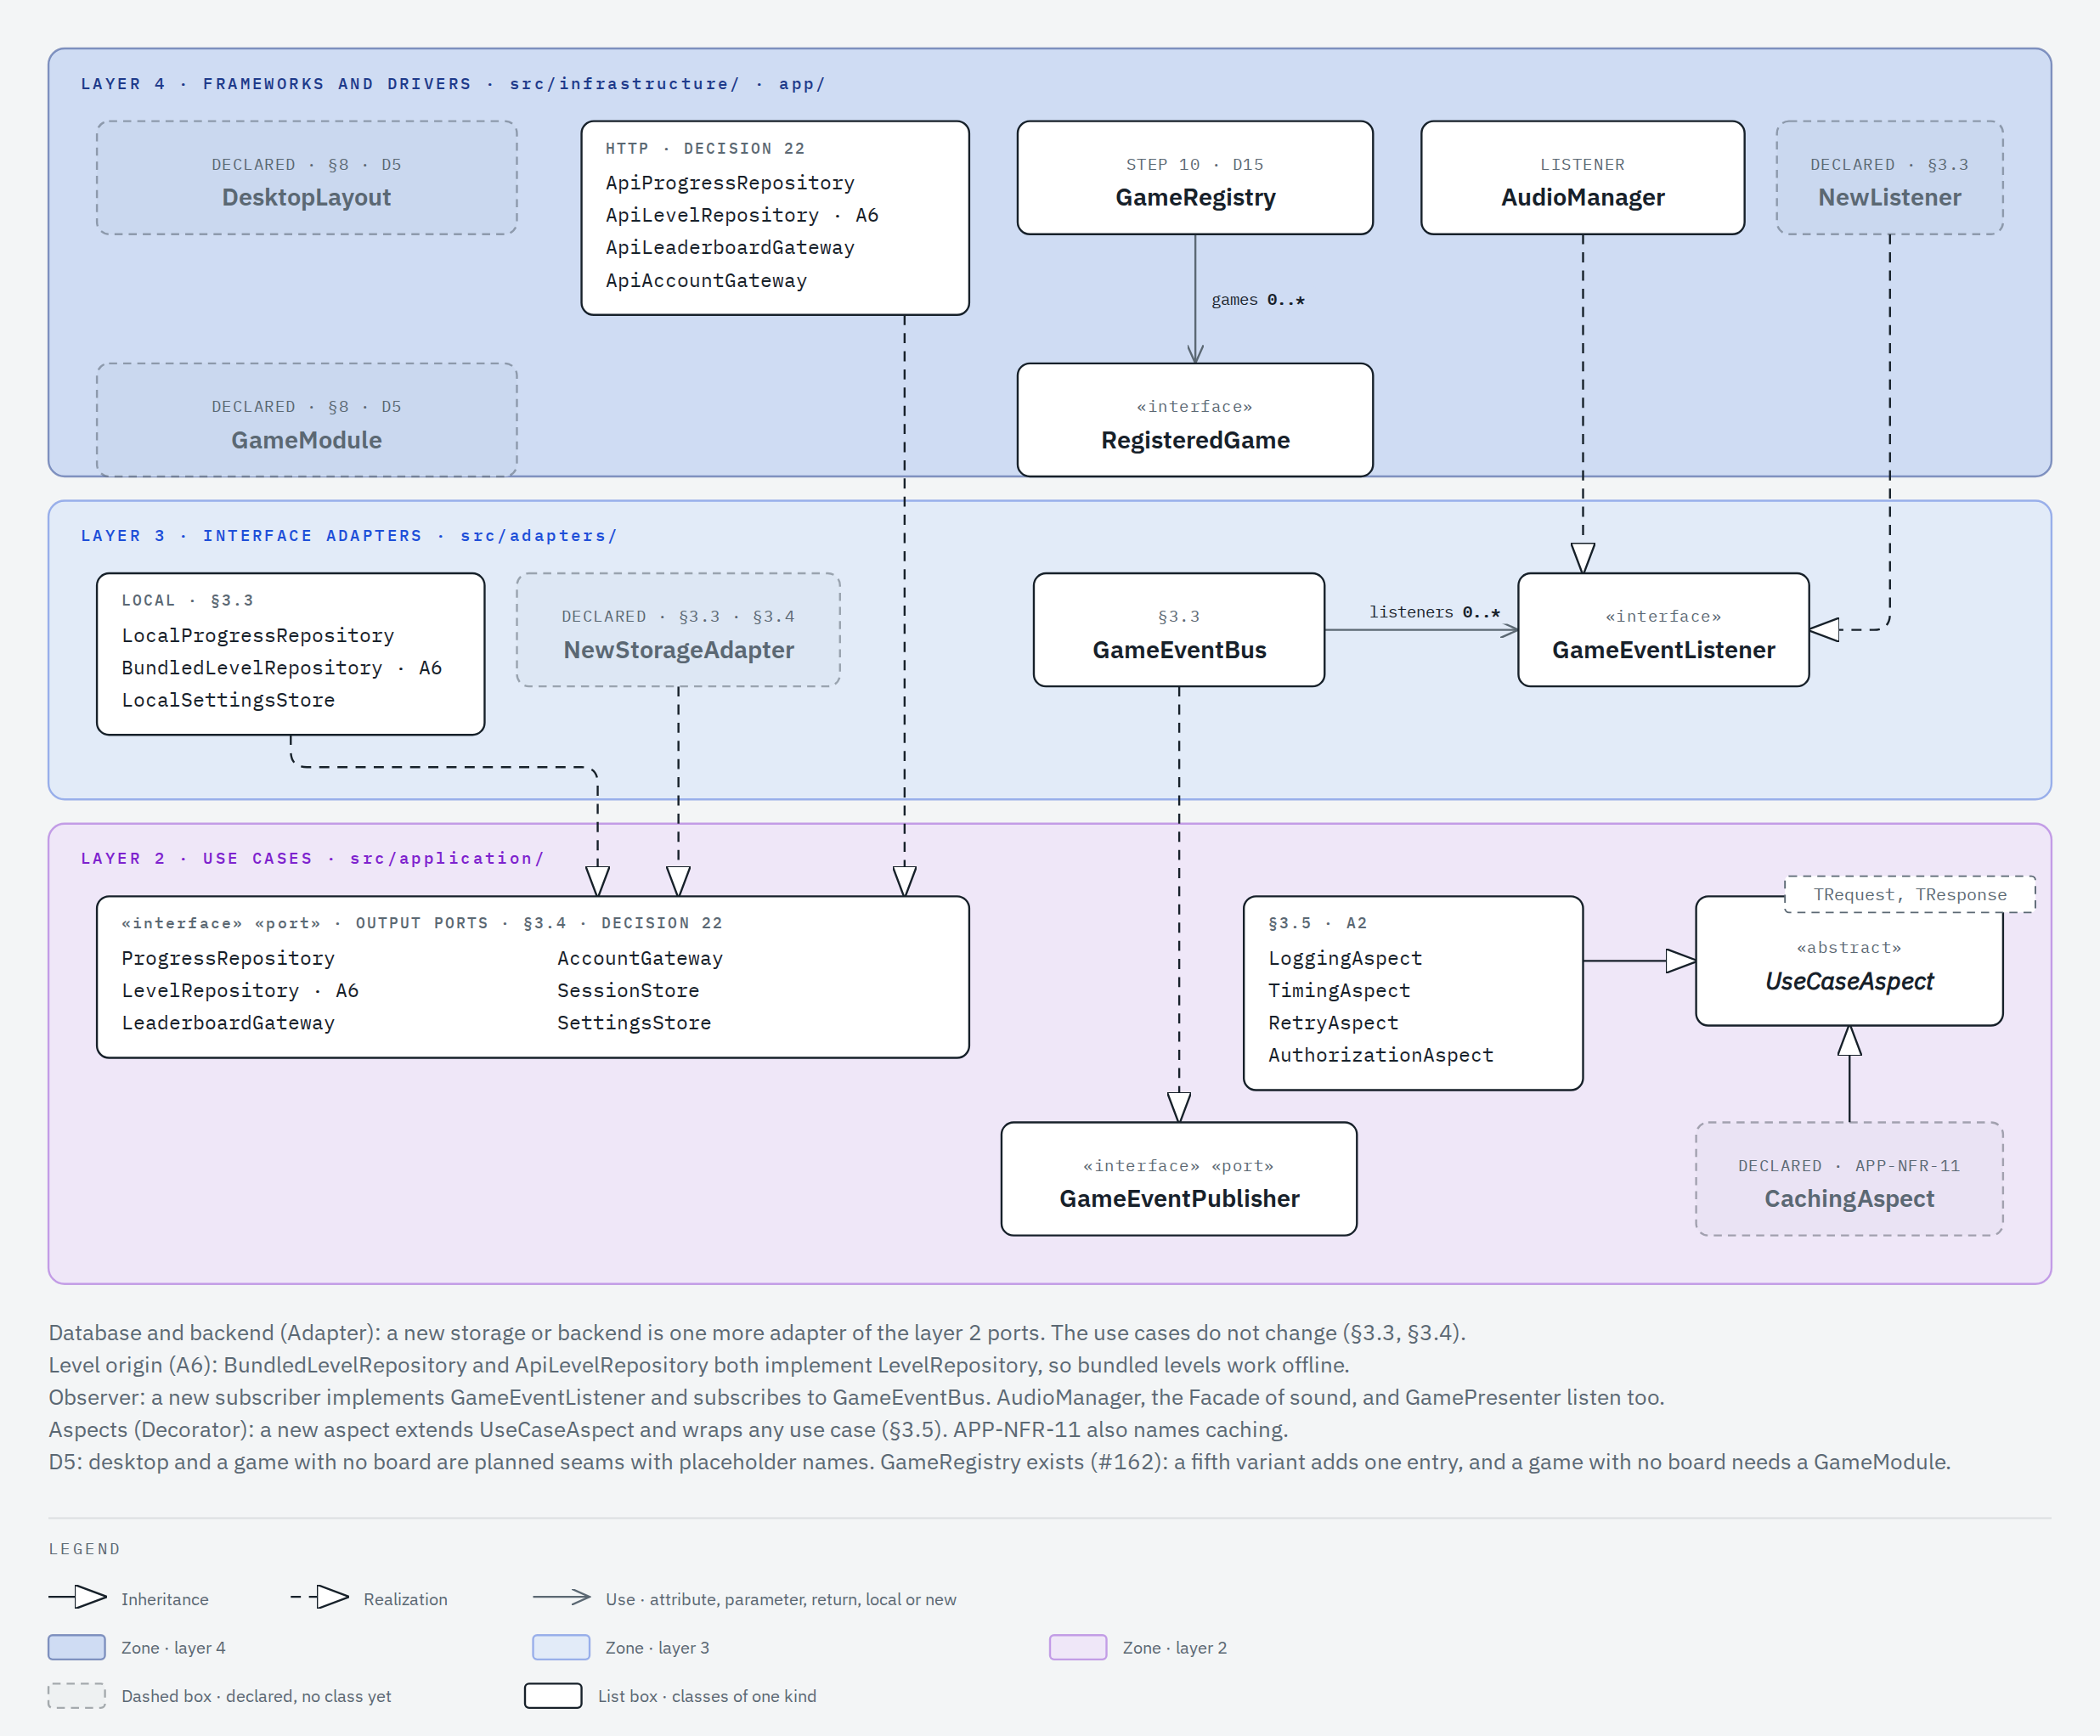 LAYER 4 · FRAMEWORKS AND DRIVERS · src/infrastructure/ · app/
DECLARED · §8 · D5
DesktopLayout
HTTP · DECISION 22
ApiProgressRepository
ApiLevelRepository · A6
ApiLeaderboardGateway
ApiAccountGateway
STEP 10 · D15
GameRegistry
LISTENER
AudioManager
DECLARED · §3.3
NewListener
games 0..*
DECLARED · §8 · D5
GameModule
«interface»
RegisteredGame
LAYER 3 · INTERFACE ADAPTERS · src/adapters/
LOCAL · §3.3
LocalProgressRepository
BundledLevelRepository · A6
LocalSettingsStore
DECLARED · §3.3 · §3.4
NewStorageAdapter
§3.3
GameEventBus
listeners 0..*
«interface»
GameEventListener
LAYER 2 · USE CASES · src/application/
«interface» «port» · OUTPUT PORTS · §3.4 · DECISION 22
ProgressRepository
LevelRepository · A6
LeaderboardGateway
AccountGateway
SessionStore
SettingsStore
§3.5 · A2
LoggingAspect
TimingAspect
RetryAspect
AuthorizationAspect
TRequest, TResponse
«abstract»
UseCaseAspect
«interface» «port»
GameEventPublisher
DECLARED · APP-NFR-11
CachingAspect
Database and backend (Adapter): a new storage or backend is one more adapter of the layer 2 ports. The use cases do not change (§3.3, §3.4).
Level origin (A6): BundledLevelRepository and ApiLevelRepository both implement LevelRepository, so bundled levels work offline.
Observer: a new subscriber implements GameEventListener and subscribes to GameEventBus. AudioManager, the Facade of sound, and GamePresenter listen too.
Aspects (Decorator): a new aspect extends UseCaseAspect and wraps any use case (§3.5). APP-NFR-11 also names caching.
D5: desktop and a game with no board are planned seams with placeholder names. GameRegistry exists (#162): a fifth variant adds one entry, and a game with no board needs a GameModule.
LEGEND
Inheritance
Realization
Use · attribute, parameter, return, local or new
Zone · layer 4
Zone · layer 3
Zone · layer 2
Dashed box · declared, no class yet
List box · classes of one kind